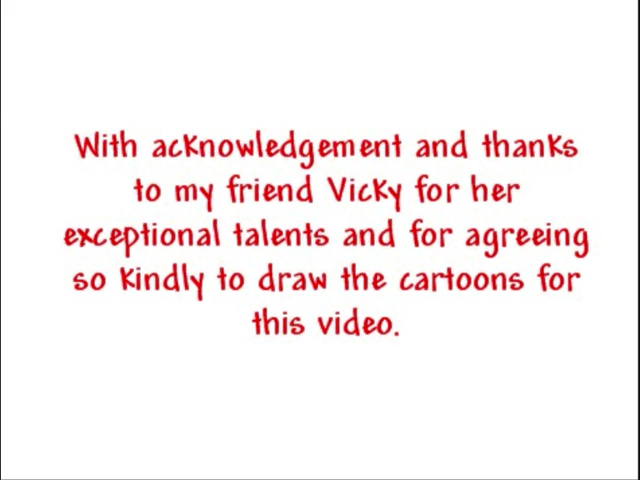 With acknowledgement and thanks
to my friend Vicky for her
exceptional talents and for agreeing
so kindly to draw the cartoons for
this video.